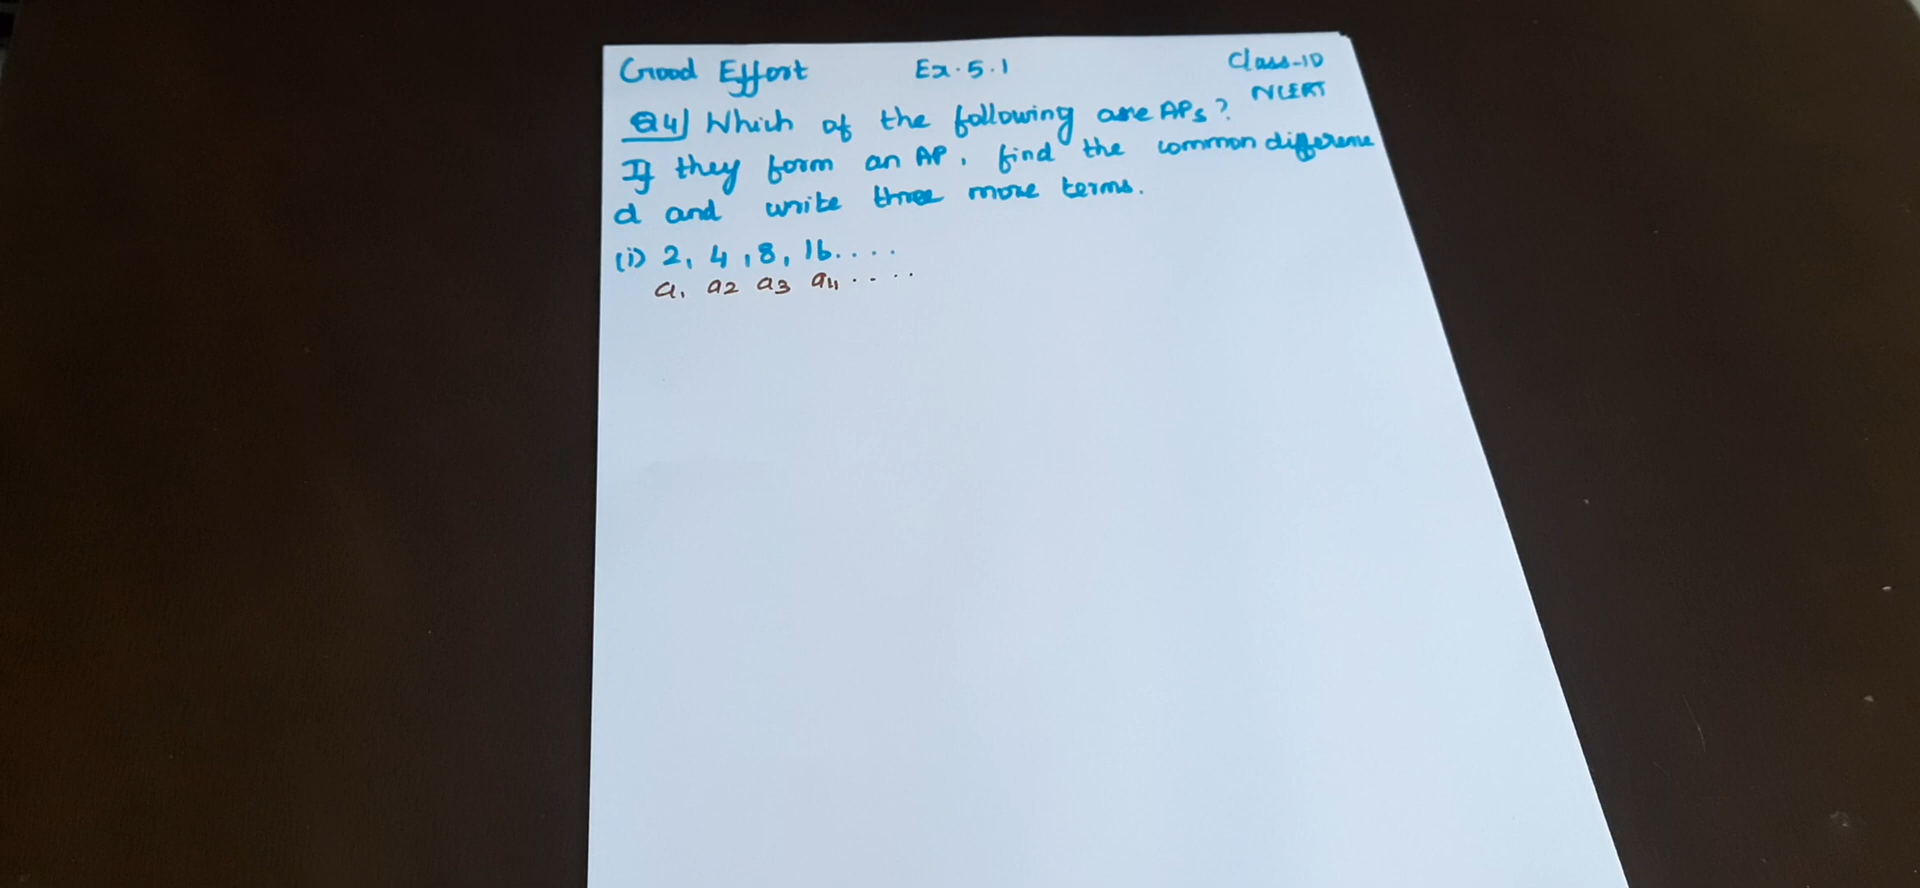 Good Effort Ex. 5.1 Class-10
NCERT
Q4) Which of the following are APs?
If they form an AP, find the common difference
d and write three more terms.
(i) 2, 4, 8, 16....
a1 a2 a3 a4 ....